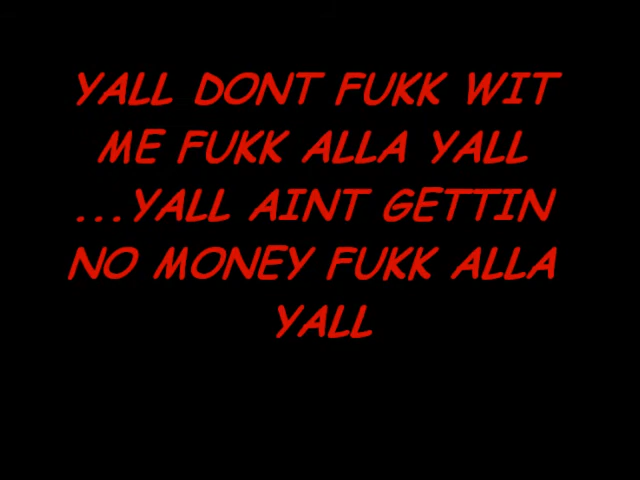 YALL DONT FUKK WIT
ME FUKK ALLA YALL
...YALL AINT GETTIN
NO MONEY FUKK ALLA
YALL